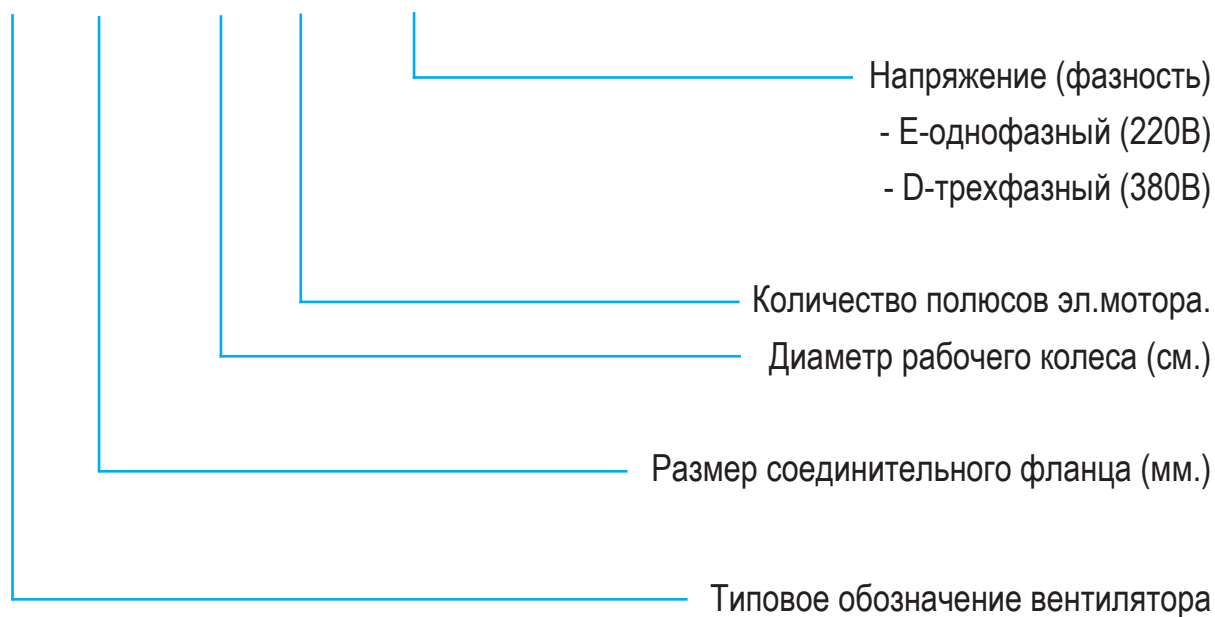 Напряжение (фазность)
- Е-однофазный (220В)
- D-трехфазный (380В)
Количество полюсов эл.мотора.
Диаметр рабочего колеса (см.)
Размер соединительного фланца (мм.)
Типовое обозначение вентилятора